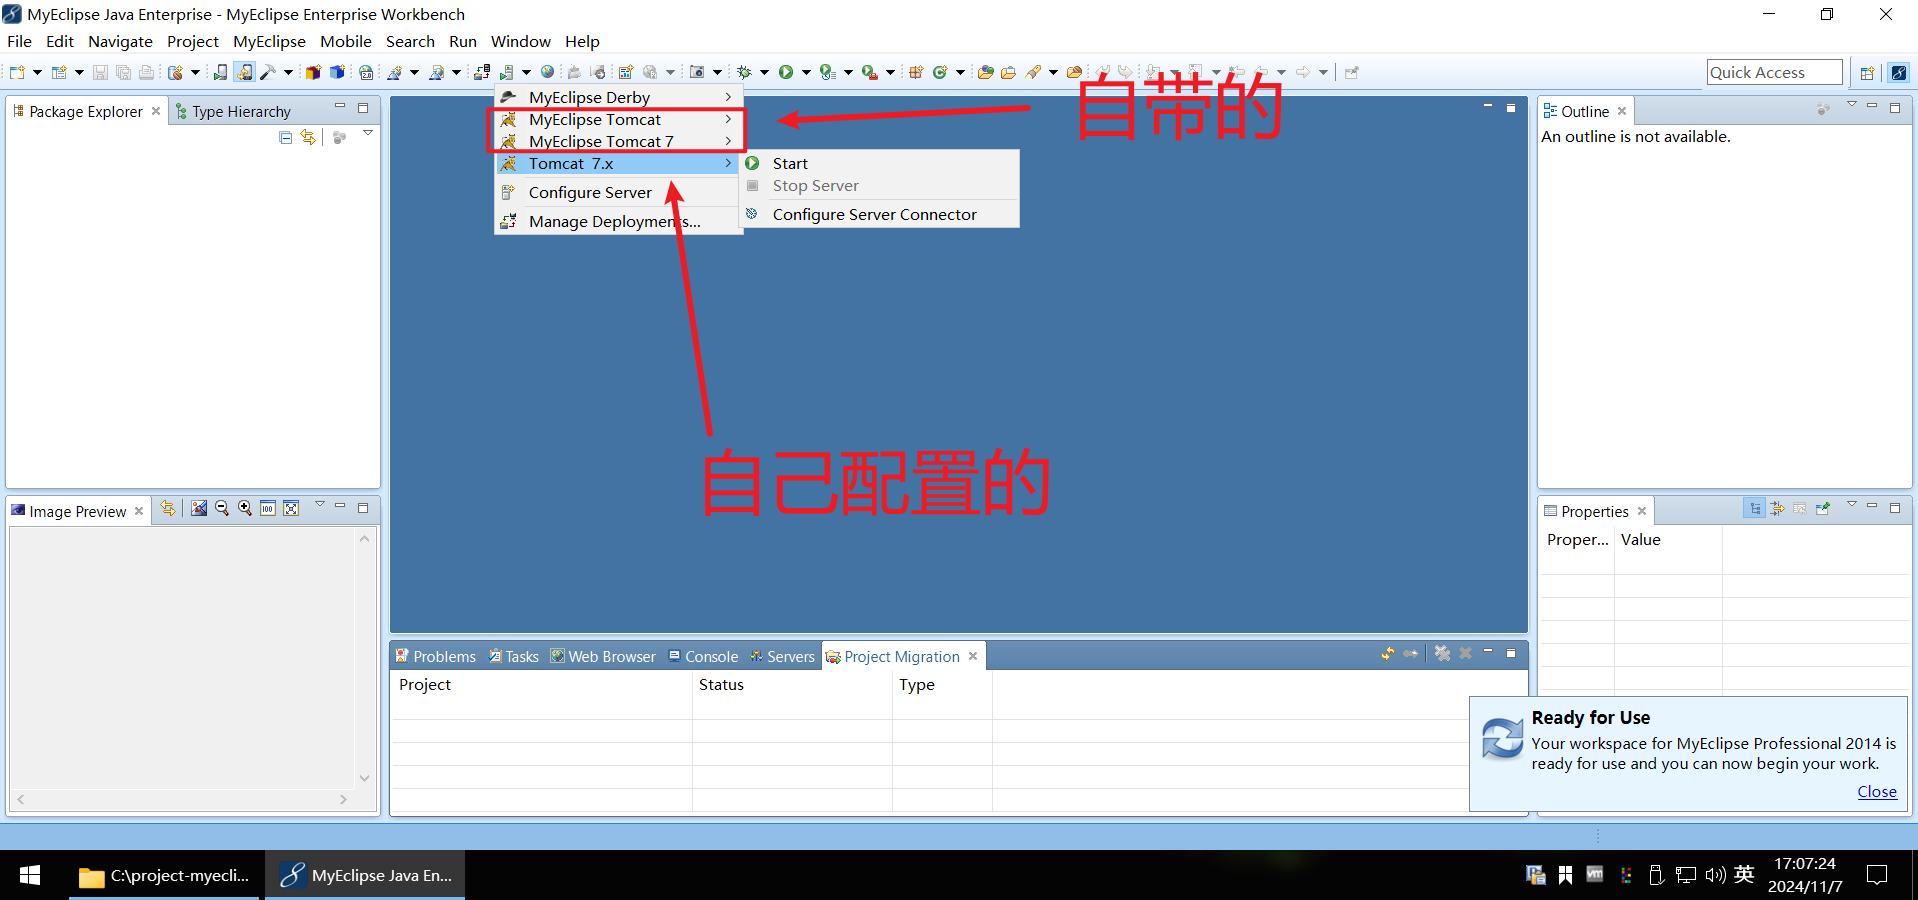 MyEclipse Java Enterprise - MyEclipse Enterprise Workbench
File Edit Navigate Project MyEclipse Mobile Search Run Window Help
Quick Access
Package Explorer
Type Hierarchy
MyEclipse Derby
MyEclipse Tomcat
MyEclipse Tomcat 7
Tomcat 7.x
Configure Server
Manage Deployments...
Start
Stop Server
Configure Server Connector
自带的
自己配置的
Outline
An outline is not available.
Image Preview
Properties
Proper... Value
Problems Tasks Web Browser Console Servers Project Migration
Project Status Type
Ready for Use
Your workspace for MyEclipse Professional 2014 is
ready for use and you can now begin your work.
Close
C:\project-myecli...
MyEclipse Java En...
英
17:07:24
2024/11/7